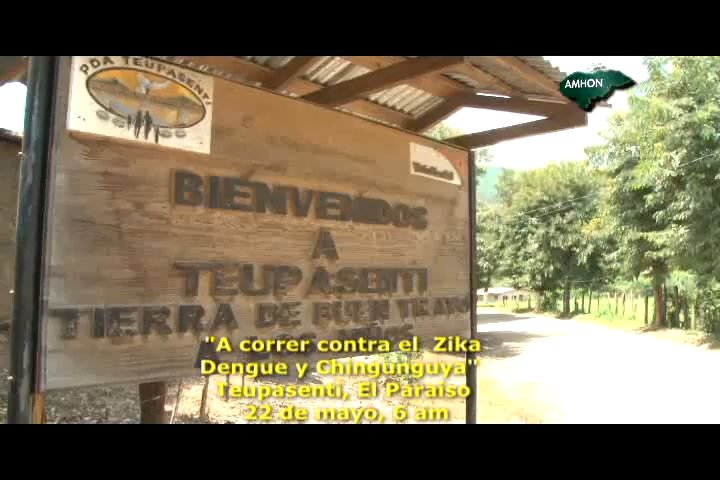 PDA TEUPASENTI
AMHON
BIENVENIDOS
A
TEUPASENTI
TIERRA DE BUEN TRATO
"A correr contra el Zika
Dengue y Chingunguya"
Teupasenti, El Paraiso
22 de mayo, 6 am